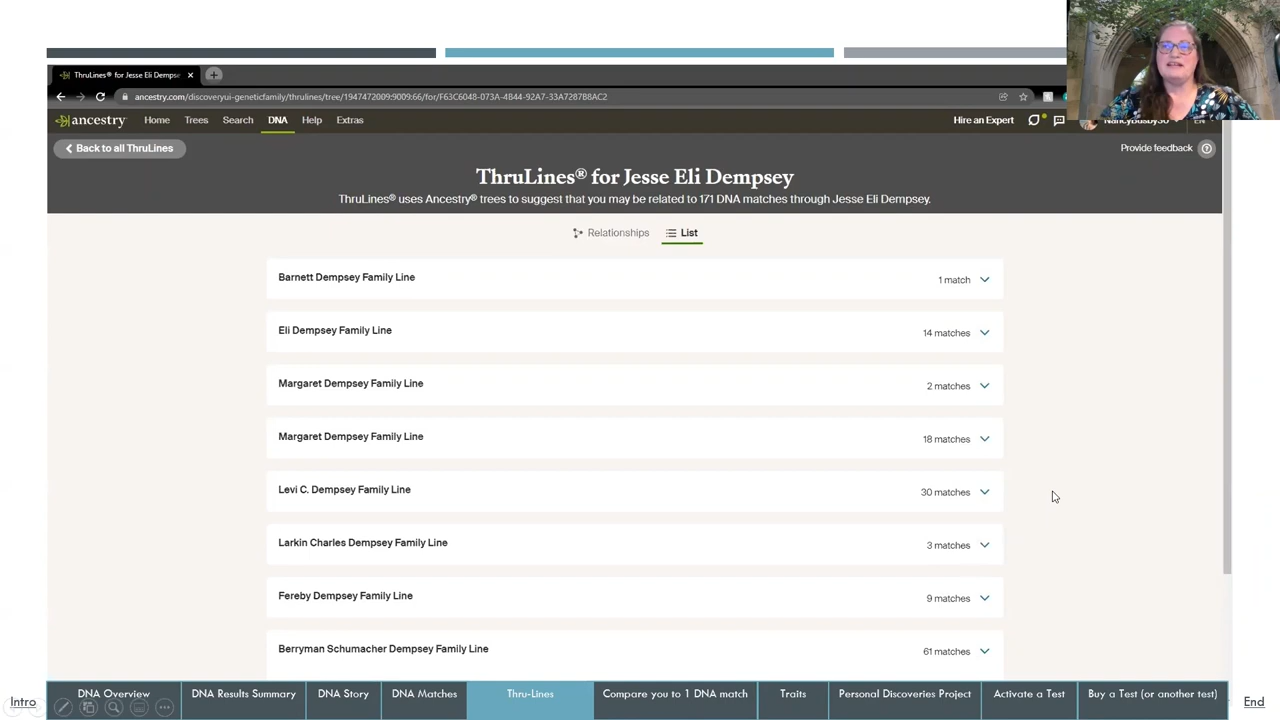 ThruLines® for Jesse Eli Demps
ancestry.com/discoveryui-geneticfamily/thrulines/tree/1947472009:9009:66/for/F63C6048-073A-4B44-92A7-33A728788AC2
ancestry Home Trees Search DNA Help Extras Hire an Expert
NancyBusby30 EN
Back to all ThruLines Provide feedback
ThruLines® for Jesse Eli Dempsey
ThruLines® uses Ancestry® trees to suggest that you may be related to 171 DNA matches through Jesse Eli Dempsey.
Relationships List
Barnett Dempsey Family Line 1 match
Eli Dempsey Family Line 14 matches
Margaret Dempsey Family Line 2 matches
Margaret Dempsey Family Line 18 matches
Levi C. Dempsey Family Line 30 matches
Larkin Charles Dempsey Family Line 3 matches
Fereby Dempsey Family Line 9 matches
Berryman Schumacher Dempsey Family Line 61 matches
Intro DNA Overview DNA Results Summary DNA Story DNA Matches Thru-Lines Compare you to 1 DNA match Traits Personal Discoveries Project Activate a Test Buy a Test (or another test) End